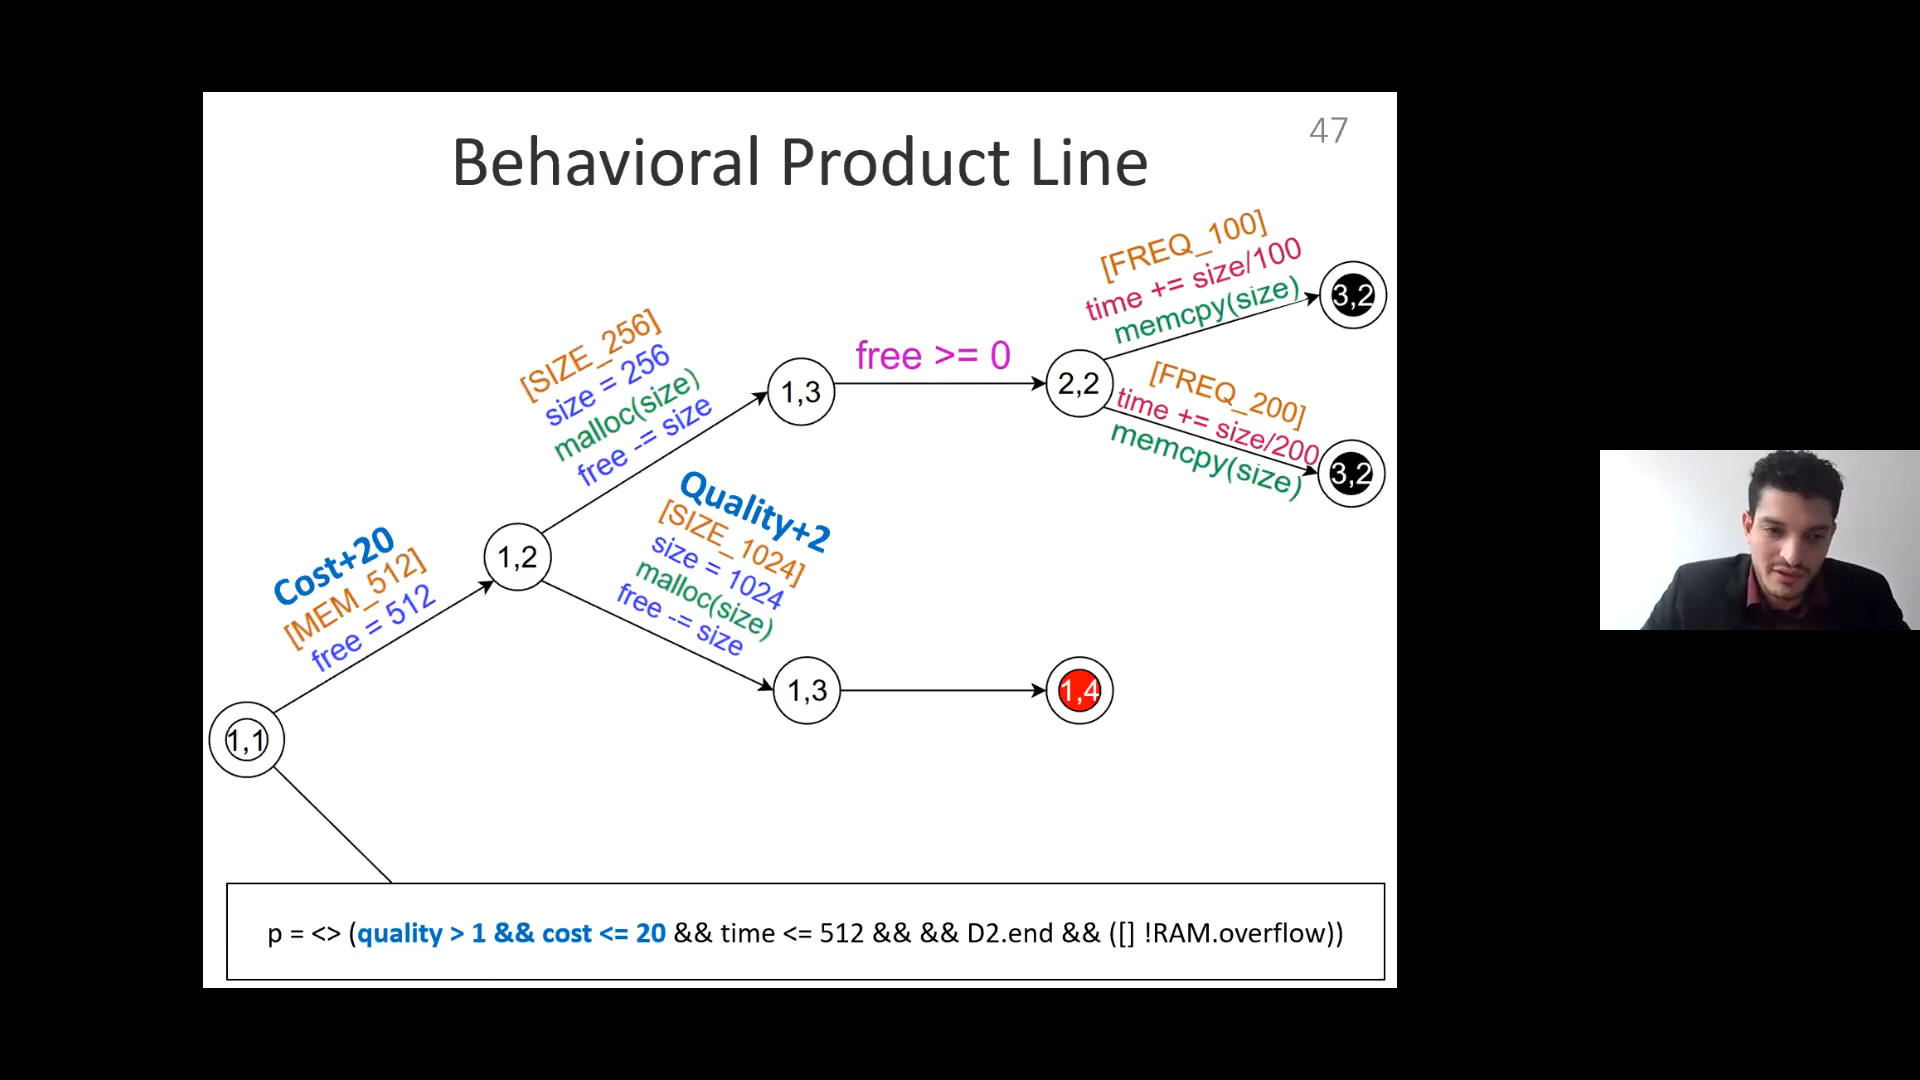 47
Behavioral Product Line
[FREQ_100]
time += size/100
memcpy(size)
3,2
[SIZE_256]
size = 256
malloc(size)
free -= size
1,3
free >= 0
2,2
[FREQ_200]
time += size/200
memcpy(size)
3,2
Cost+20
[MEM_512]
free = 512
1,2
Quality+2
[SIZE_1024]
size = 1024
malloc(size)
free -= size
1,3
1,4
1,1
p = <> (quality > 1 && cost <= 20 && time <= 512 && && D2.end && ([] !RAM.overflow))